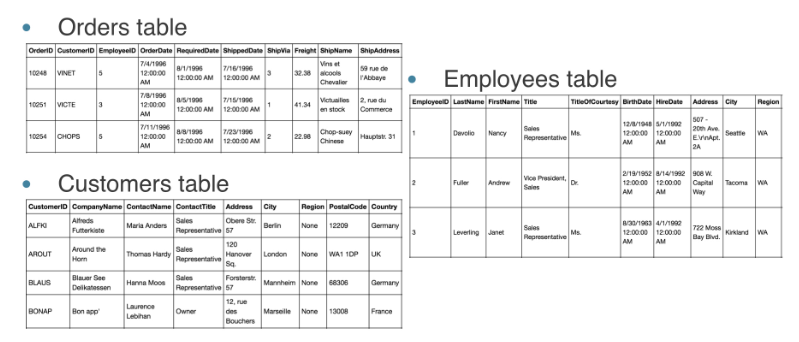 • Orders table
OrderID CustomerID EmployeeID OrderDate RequiredDate ShippedDate ShipVia Freight ShipName ShipAddress
10248 VINET 5 7/4/1996 12:00:00 AM 8/1/1996 12:00:00 AM 7/16/1996 12:00:00 AM 3 32.38 Vins et alcools Chevalier 59 rue de l'Abbaye
10251 VICTE 3 7/8/1996 12:00:00 AM 8/5/1996 12:00:00 AM 7/15/1996 12:00:00 AM 1 41.34 Victuailles en stock 2, rue du Commerce
10254 CHOPS 5 7/11/1996 12:00:00 AM 8/8/1996 12:00:00 AM 7/23/1996 12:00:00 AM 2 22.98 Chop-suey Chinese Hauptstr. 31
• Customers table
CustomerID CompanyName ContactName ContactTitle Address City Region PostalCode Country
ALFKI Alfreds Futterkiste Maria Anders Sales Representative Obere Str. 57 Berlin None 12209 Germany
AROUT Around the Horn Thomas Hardy Sales Representative 120 Hanover Sq. London None WA1 1DP UK
BLAUS Blauer See Delikatessen Hanna Moos Sales Representative Forsterstr. 57 Mannheim None 68306 Germany
BONAP Bon app' Laurence Lebihan Owner 12, rue des Bouchers Marseille None 13008 France
• Employees table
EmployeeID LastName FirstName Title TitleOfCourtesy BirthDate HireDate Address City Region
1 Davolio Nancy Sales Representative Ms. 12/8/1948 12:00:00 AM 5/1/1992 12:00:00 AM 507 - 20th Ave. E.\r\nApt. 2A Seattle WA
2 Fuller Andrew Vice President, Sales Dr. 2/19/1952 12:00:00 AM 8/14/1992 12:00:00 AM 908 W. Capital Way Tacoma WA
3 Leverling Janet Sales Representative Ms. 8/30/1963 12:00:00 AM 4/1/1992 12:00:00 AM 722 Moss Bay Blvd. Kirkland WA